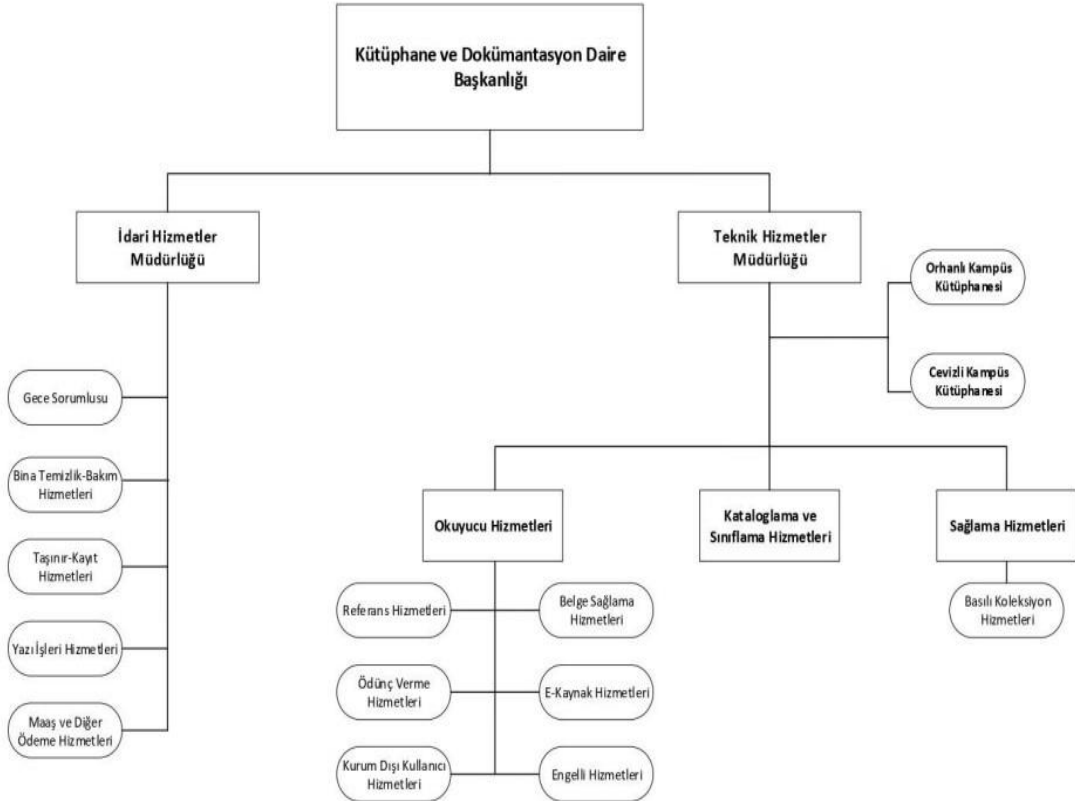 Kütüphane ve Dokümantasyon Daire
Başkanlığı
İdari Hizmetler
Müdürlüğü
Teknik Hizmetler
Müdürlüğü
Orhanlı Kampüs
Kütüphanesi
Cevizli Kampüs
Kütüphanesi
Gece Sorumlusu
Bina Temizlik-Bakım
Hizmetleri
Taşınır-Kayıt
Hizmetleri
Yazı İşleri Hizmetleri
Maaş ve Diğer
Ödeme Hizmetleri
Okuyucu Hizmetleri
Kataloglama ve
Sınıflama Hizmetleri
Sağlama Hizmetleri
Referans Hizmetleri
Belge Sağlama
Hizmetleri
Ödünç Verme
Hizmetleri
E-Kaynak Hizmetleri
Kurum Dışı Kullanıcı
Hizmetleri
Engelli Hizmetleri
Basılı Koleksiyon
Hizmetleri